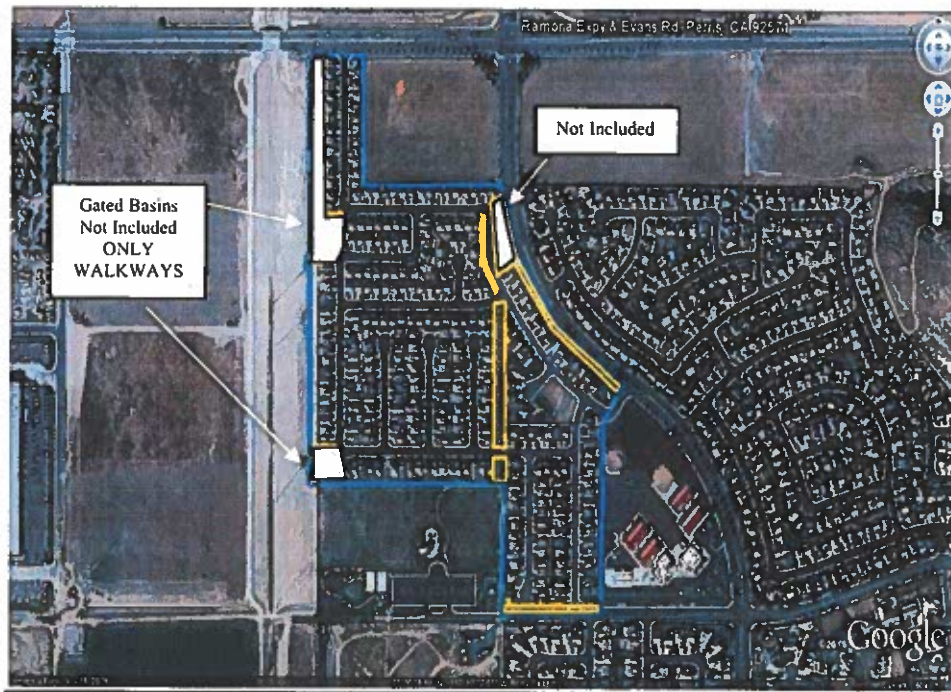 Ramona Expy & Evans Rd, Perris, CA 92571
Not Included
Gated Basins
Not Included
ONLY
WALKWAYS
Google